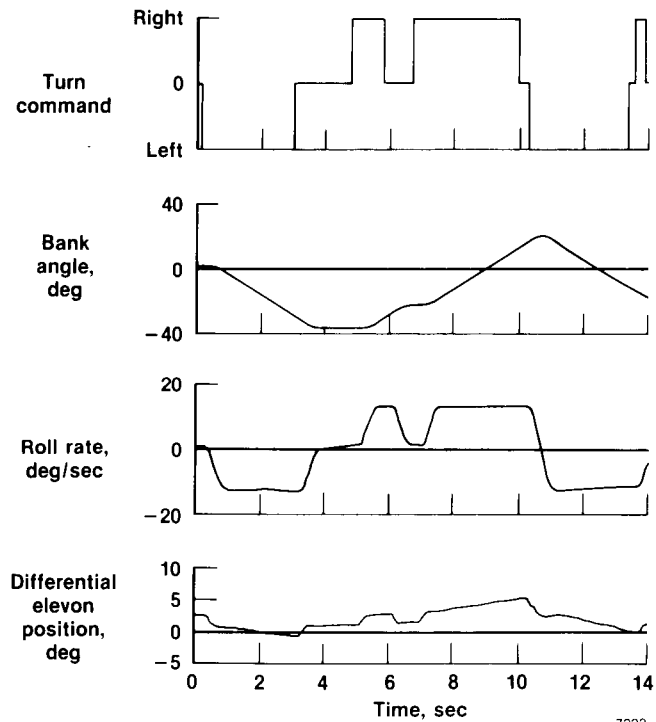 Right
Turn
command
0
Left
Bank
angle,
deg
40
0
−40
Roll rate,
deg/sec
20
0
−20
Differential
elevon
position,
deg
10
5
0
−5
0 2 4 6 8 10 12 14
Time, sec